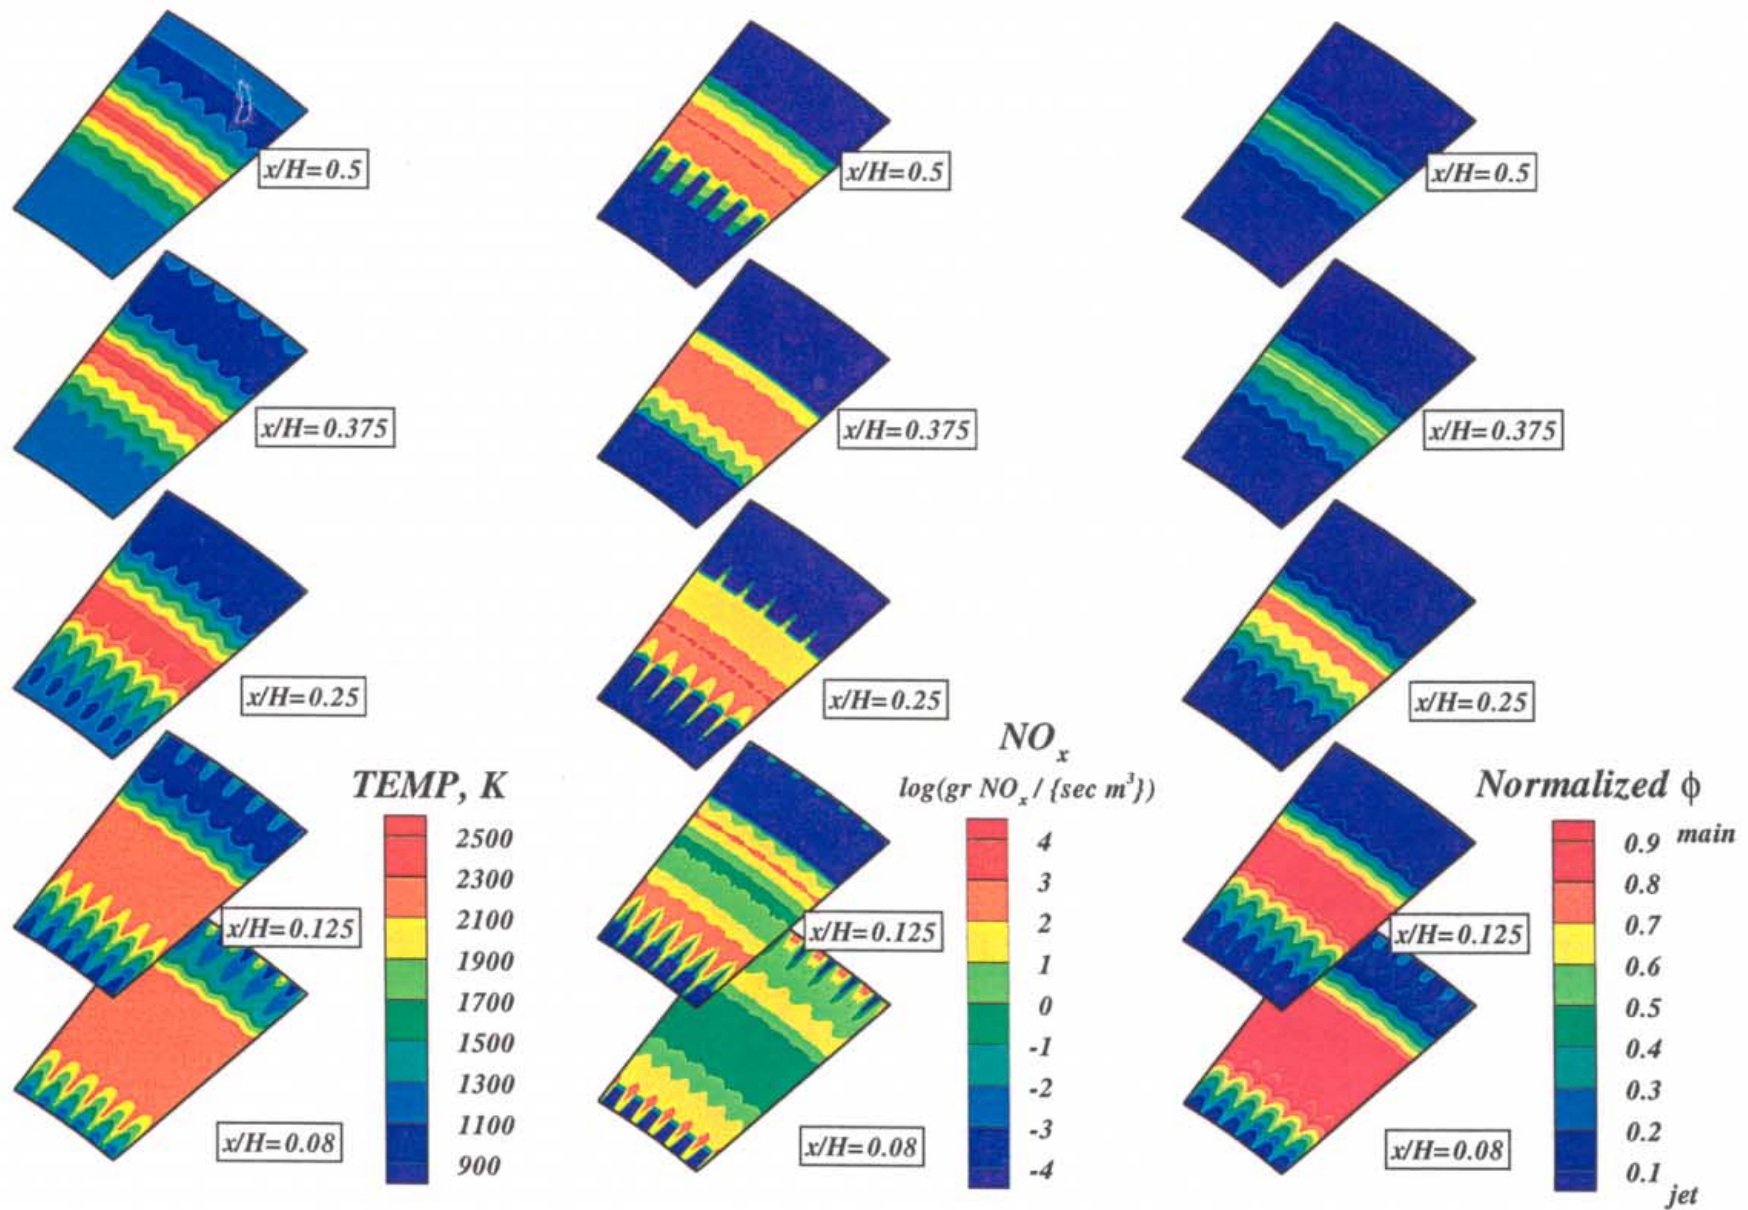 x/H=0.5
x/H=0.5
x/H=0.5
x/H=0.375
x/H=0.375
x/H=0.375
x/H=0.25
x/H=0.25
x/H=0.25
TEMP, K
2500
2300
2100
1900
1700
1500
1300
1100
900
NOx
log(gr NOx / {sec m³})
4
3
2
1
0
-1
-2
-3
-4
Normalized ϕ
0.9 main
0.8
0.7
0.6
0.5
0.4
0.3
0.2
0.1
jet
x/H=0.125
x/H=0.125
x/H=0.125
x/H=0.08
x/H=0.08
x/H=0.08